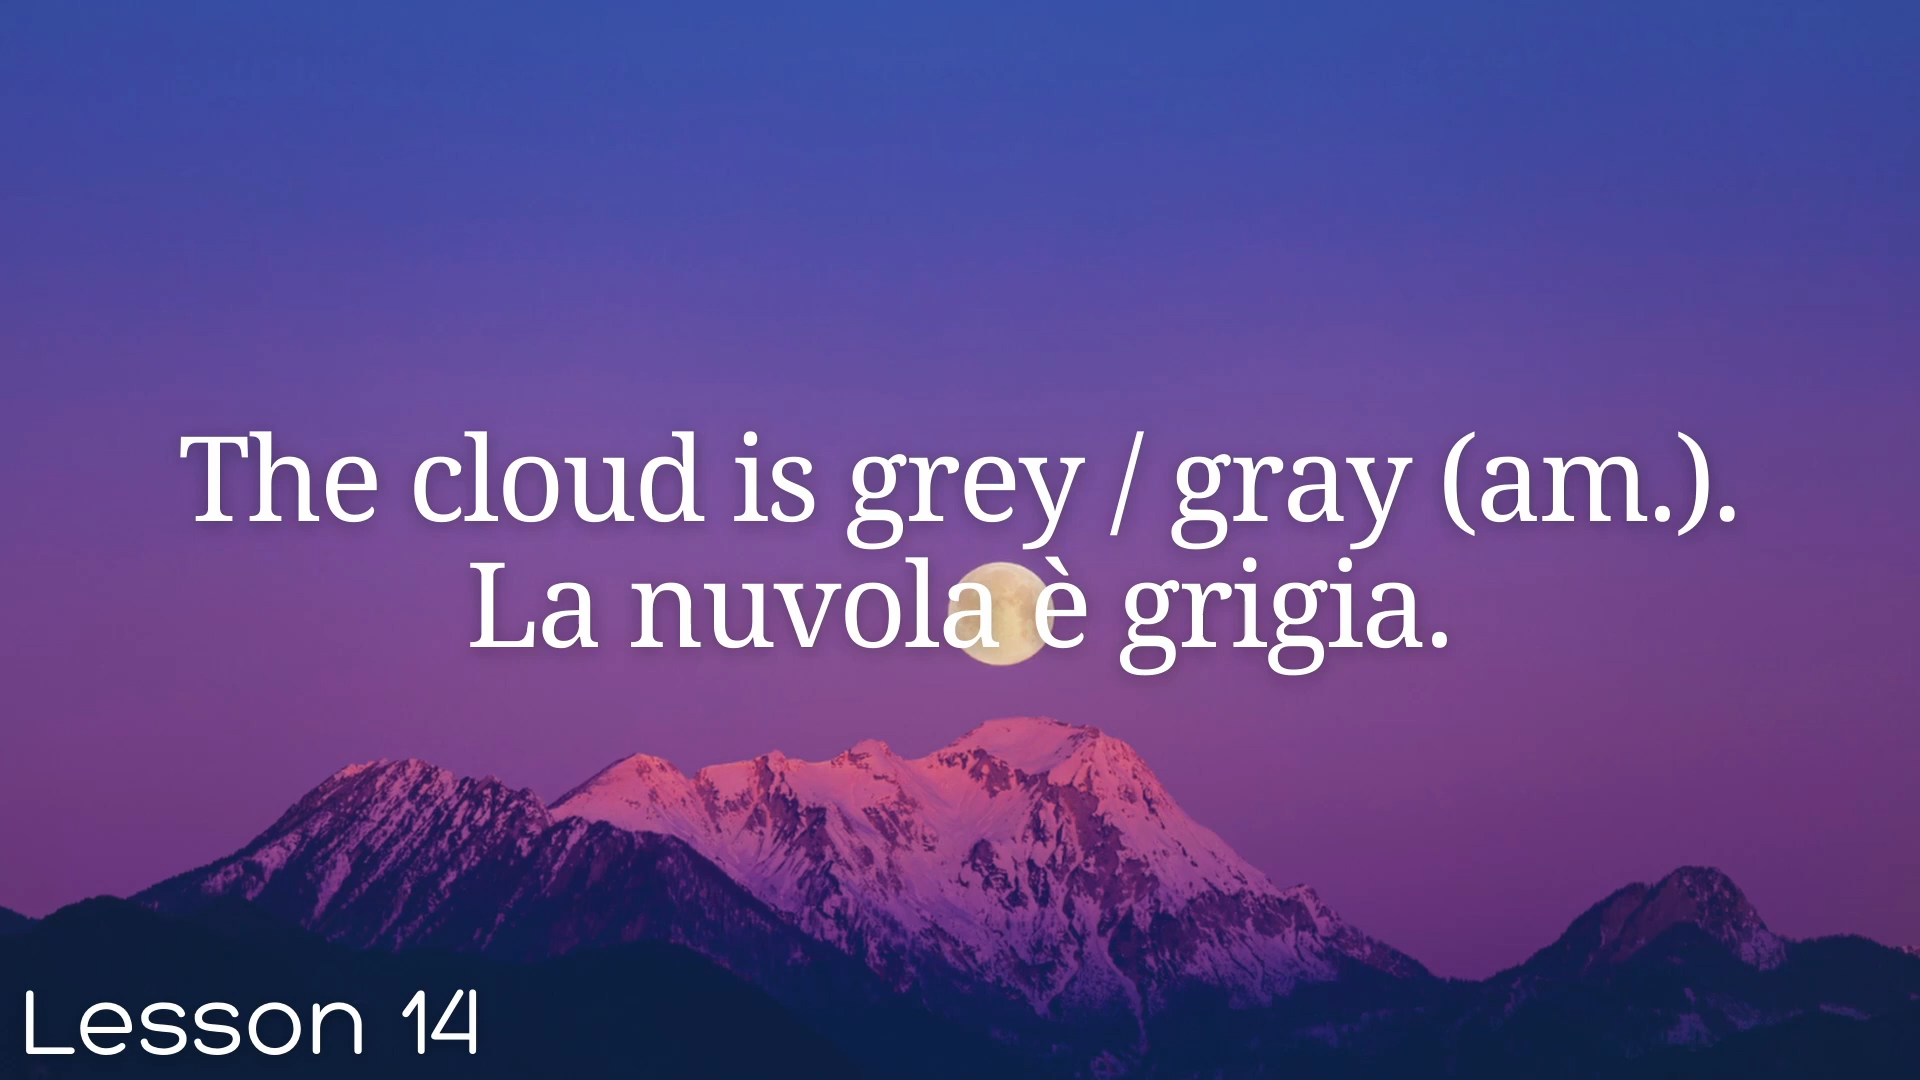 The cloud is grey / gray (am.).
La nuvola è grigia.
Lesson 14